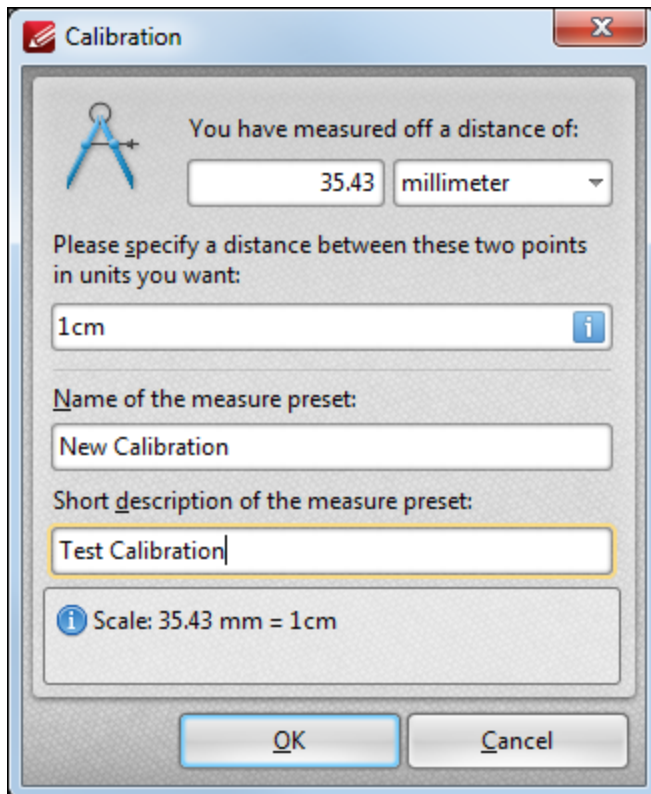 Calibration
You have measured off a distance of:
35.43 millimeter
Please specify a distance between these two points
in units you want:
1cm
Name of the measure preset:
New Calibration
Short description of the measure preset:
Test Calibration
Scale: 35.43 mm = 1cm
OK Cancel